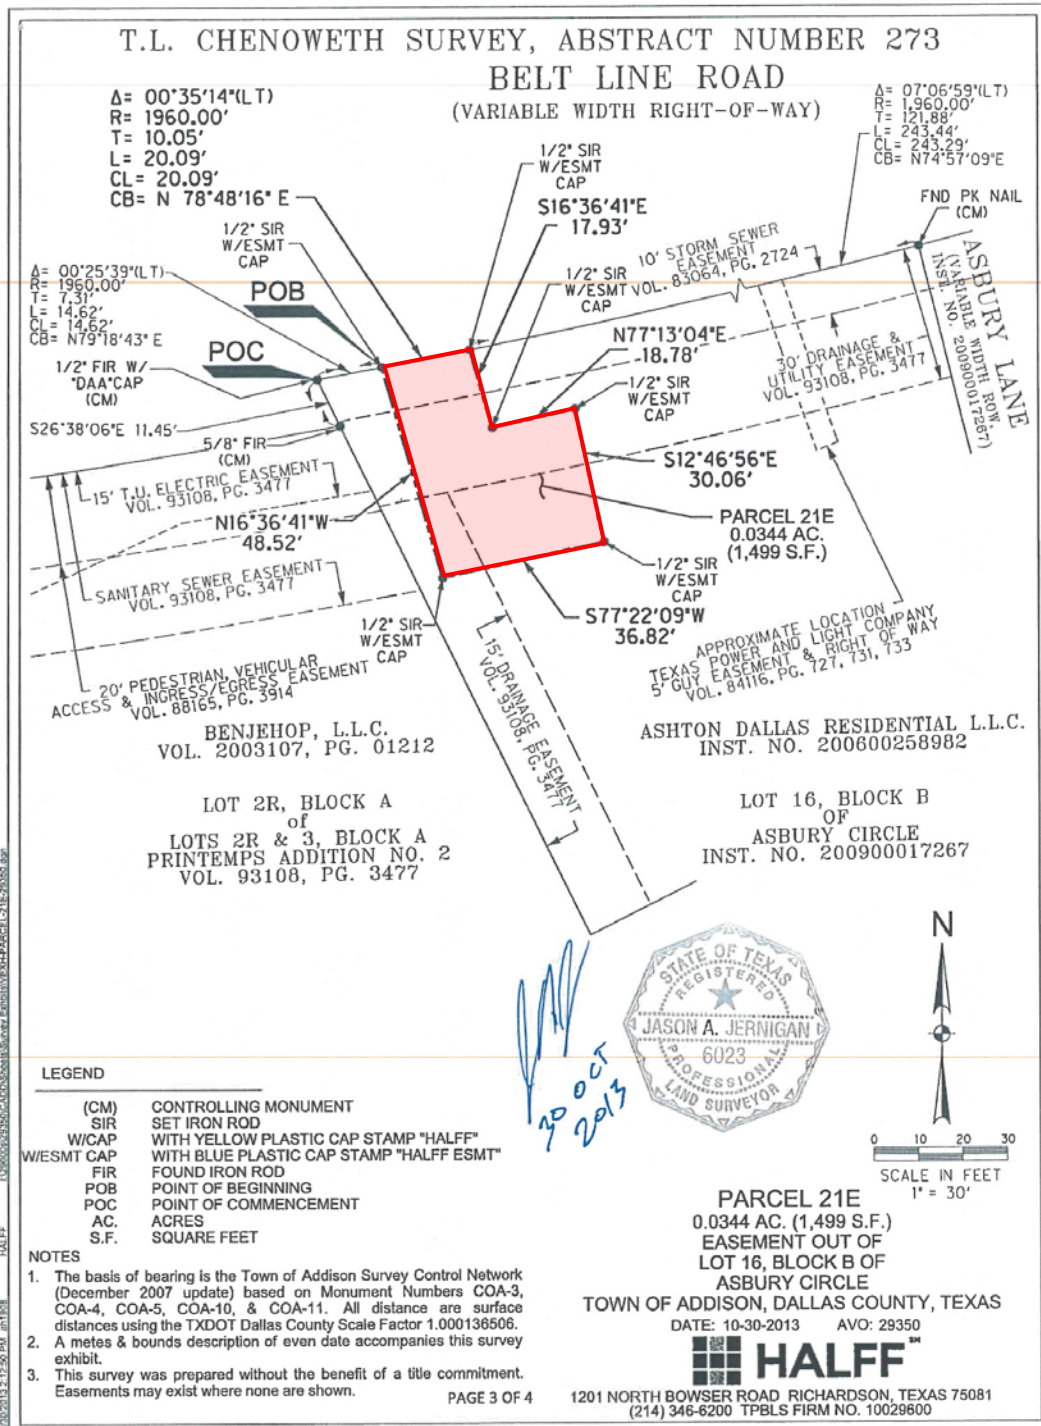 T.L. CHENOWETH SURVEY, ABSTRACT NUMBER 273
BELT LINE ROAD
(VARIABLE WIDTH RIGHT-OF-WAY)
Δ= 00°35'14"(LT)
R= 1960.00'
T= 10.05'
L= 20.09'
CL= 20.09'
CB= N 78°48'16" E
Δ= 07°06'59"(LT)
R= 1,960.00'
T= 121.88'
L= 243.44'
CL= 243.29'
CB= N74°57'09"E
1/2" SIR
W/ESMT
CAP
S16°36'41"E
17.93'
FND PK NAIL
(CM)
1/2" SIR
W/ESMT
CAP
10' STORM SEWER
EASEMENT
VOL. 83064, PG. 2724
ASBURY LANE
(VARIABLE WIDTH ROW.
INST. NO. 200900017267)
Δ= 00°25'39"(LT)
R= 1960.00'
T= 7.31'
L= 14.62'
CL= 14.62'
CB= N79°18'43" E
1/2" SIR
W/ESMT
CAP
POB
POC
N77°13'04"E
18.78'
30' DRAINAGE &
UTILITY EASEMENT
VOL. 93108, PG. 3477
1/2" FIR W/
"DAA"CAP
(CM)
1/2" SIR
W/ESMT
CAP
S26°38'06"E 11.45'
5/8" FIR
(CM)
S12°46'56"E
30.06'
15' T.U. ELECTRIC EASEMENT
VOL. 93108, PG. 3477
N16°36'41"W
48.52'
PARCEL 21E
0.0344 AC.
(1,499 S.F.)
SANITARY SEWER EASEMENT
VOL. 93108, PG. 3477
1/2" SIR
W/ESMT
CAP
1/2" SIR
W/ESMT
CAP
S77°22'09"W
36.82'
APPROXIMATE LOCATION
TEXAS POWER AND LIGHT COMPANY
5' GUY EASEMENT & RIGHT OF WAY
VOL. 84116, PG. 727, 731, 733
20' PEDESTRIAN, VEHICULAR
ACCESS & INGRESS/EGRESS EASEMENT
VOL. 88165, PG. 3914
15' DRAINAGE EASEMENT
VOL. 93108, PG. 3477
BENJEHOP, L.L.C.
VOL. 2003107, PG. 01212
ASHTON DALLAS RESIDENTIAL L.L.C.
INST. NO. 200600258982
LOT 2R, BLOCK A
of
LOTS 2R & 3, BLOCK A
PRINTEMPS ADDITION NO. 2
VOL. 93108, PG. 3477
LOT 16, BLOCK B
OF
ASBURY CIRCLE
INST. NO. 200900017267
N
STATE OF TEXAS
REGISTERED
JASON A. JERNIGAN
6023
PROFESSIONAL
LAND SURVEYOR
30 OCT
2013
LEGEND
(CM) CONTROLLING MONUMENT
SIR SET IRON ROD
W/CAP WITH YELLOW PLASTIC CAP STAMP "HALFF"
W/ESMT CAP WITH BLUE PLASTIC CAP STAMP "HALFF ESMT"
FIR FOUND IRON ROD
POB POINT OF BEGINNING
POC POINT OF COMMENCEMENT
AC. ACRES
S.F. SQUARE FEET
NOTES
1. The basis of bearing is the Town of Addison Survey Control Network
(December 2007 update) based on Monument Numbers COA-3,
COA-4, COA-5, COA-10, & COA-11. All distance are surface
distances using the TXDOT Dallas County Scale Factor 1.000136506.
2. A metes & bounds description of even date accompanies this survey
exhibit.
3. This survey was prepared without the benefit of a title commitment.
Easements may exist where none are shown.
PAGE 3 OF 4
0 10 20 30
SCALE IN FEET
1" = 30'
PARCEL 21E
0.0344 AC. (1,499 S.F.)
EASEMENT OUT OF
LOT 16, BLOCK B OF
ASBURY CIRCLE
TOWN OF ADDISON, DALLAS COUNTY, TEXAS
DATE: 10-30-2013 AVO: 29350
HALFF SM
1201 NORTH BOWSER ROAD RICHARDSON, TEXAS 75081
(214) 346-6200 TPBLS FIRM NO. 10029600